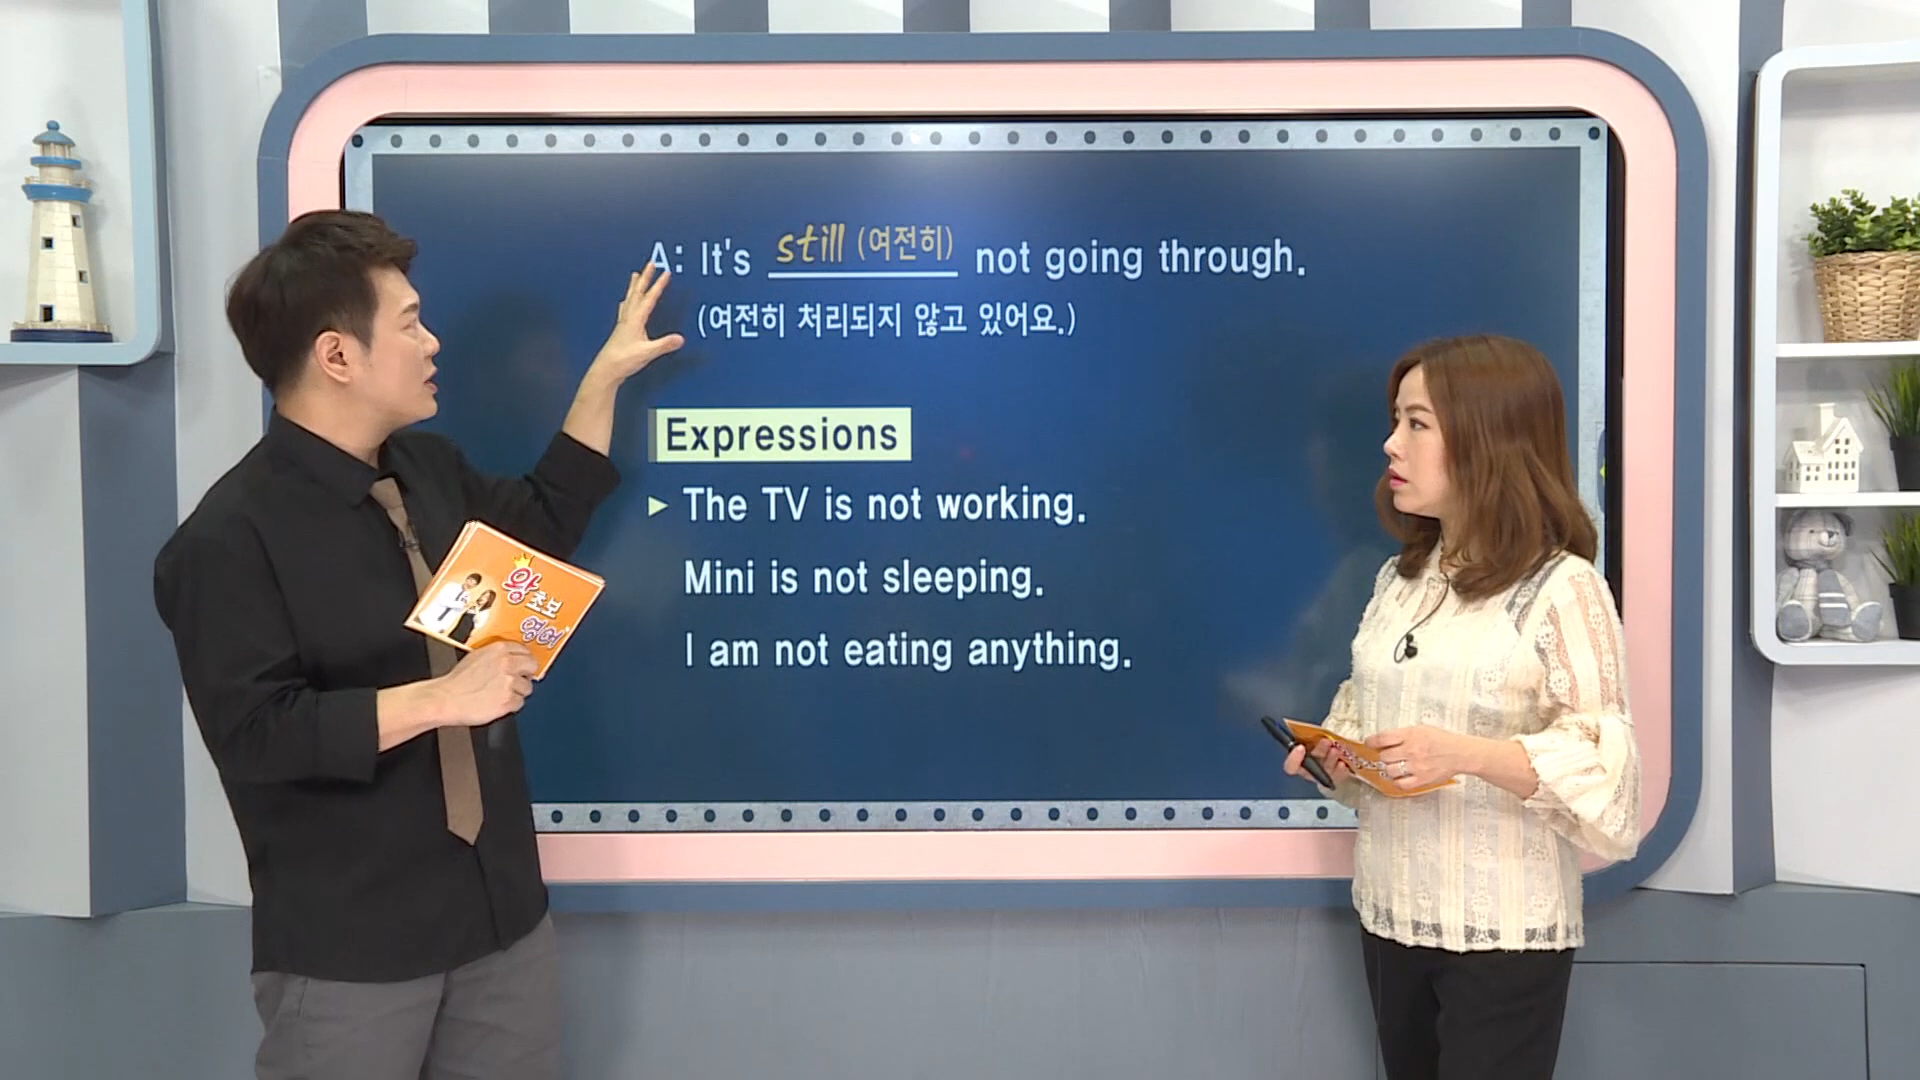 A: It's still (여전히) not going through.
(여전히 처리되지 않고 있어요.)
Expressions
▶ The TV is not working.
Mini is not sleeping.
I am not eating anything.
왕초보
영어